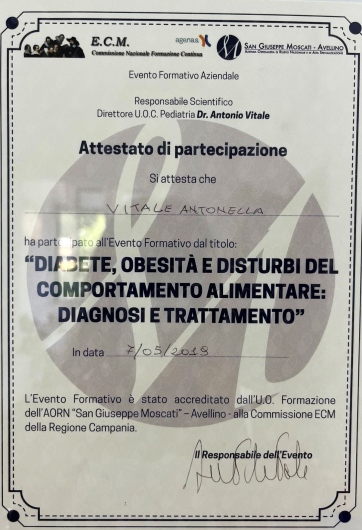 E.C.M.
Commissione Nazionale Formazione Continua
agenas
SAN GIUSEPPE MOSCATI - AVELLINO
Evento Formativo Aziendale
Responsabile Scientifico
Direttore U.O.C. Pediatria Dr. Antonio Vitale
Attestato di partecipazione
Si attesta che
VITALE ANTONELLA
ha partecipato all'Evento Formativo dal titolo:
“DIABETE, OBESITÀ E DISTURBI DEL
COMPORTAMENTO ALIMENTARE:
DIAGNOSI E TRATTAMENTO”
In data 7/05/2019
L'Evento Formativo è stato accreditato dall'U.O. Formazione
dell'AORN “San Giuseppe Moscati” – Avellino - alla Commissione ECM
della Regione Campania.
Il Responsabile dell'Evento